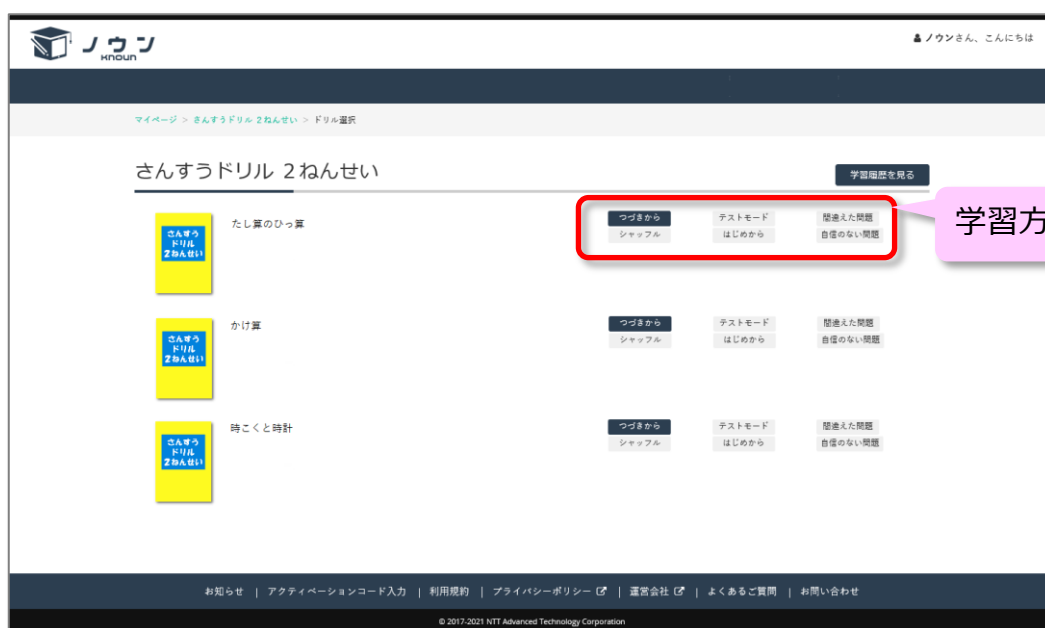 ノウン
KNOUN
ノウンさん、こんにちは
マイページ > さんすうドリル 2ねんせい > ドリル選択
さんすうドリル 2ねんせい
学習履歴を見る
さんすう
ドリル
2ねんせい
たし算のひっ算
つづきから テストモード 間違えた問題
シャッフル はじめから 自信のない問題
学習方
さんすう
ドリル
2ねんせい
かけ算
つづきから テストモード 間違えた問題
シャッフル はじめから 自信のない問題
さんすう
ドリル
2ねんせい
時こくと時計
つづきから テストモード 間違えた問題
シャッフル はじめから 自信のない問題
お知らせ | アクティベーションコード入力 | 利用規約 | プライバシーポリシー | 運営会社 | よくあるご質問 | お問い合わせ
© 2017-2021 NTT Advanced Technology Corporation